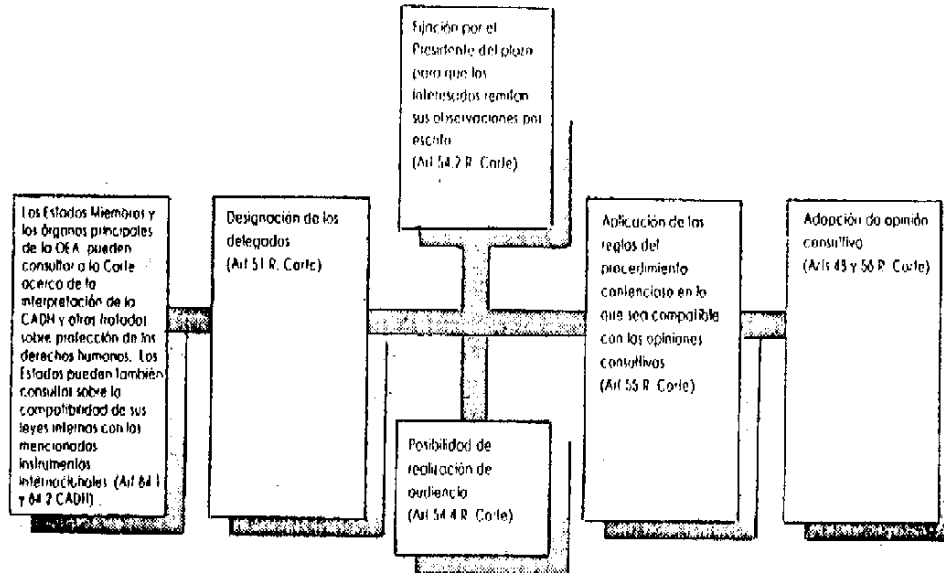 Fijación por el
Presidente del plazo
para que los
interesados remitan
sus observaciones por
escrito
(Art 54.2 R. Corte)
Los Estados Miembros y
los órganos principales
de la OEA pueden
consultar a la Corte
acerca de la
interpretación de la
CADH y otros tratados
sobre protección de los
derechos humanos. Los
Estados pueden también
consultar sobre la
compatibilidad de sus
leyes internas con los
mencionados
instrumentos
internacionales (Art 64.1
y 64.2 CADH)
Designación de los
delegados
(Art 51 R. Corte)
Posibilidad de
realización de
audiencia
(Art 54.4 R. Corte)
Aplicación de las
reglas del
procedimiento
contencioso en lo
que sea compatible
con las opiniones
consultivas
(Art 55 R. Corte)
Adopción de opinión
consultiva
(Arts 48 y 56 R. Corte)